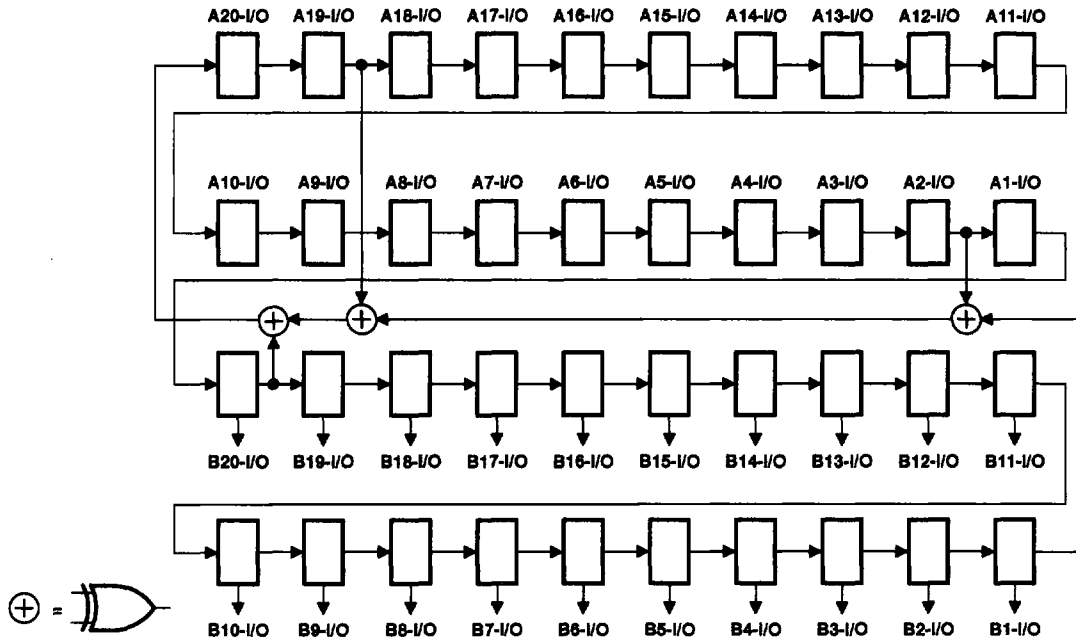 A20-I/O A19-I/O A18-I/O A17-I/O A16-I/O A15-I/O A14-I/O A13-I/O A12-I/O A11-I/O
A10-I/O A9-I/O A8-I/O A7-I/O A6-I/O A5-I/O A4-I/O A3-I/O A2-I/O A1-I/O
B20-I/O B19-I/O B18-I/O B17-I/O B16-I/O B15-I/O B14-I/O B13-I/O B12-I/O B11-I/O
=
B10-I/O B9-I/O B8-I/O B7-I/O B6-I/O B5-I/O B4-I/O B3-I/O B2-I/O B1-I/O